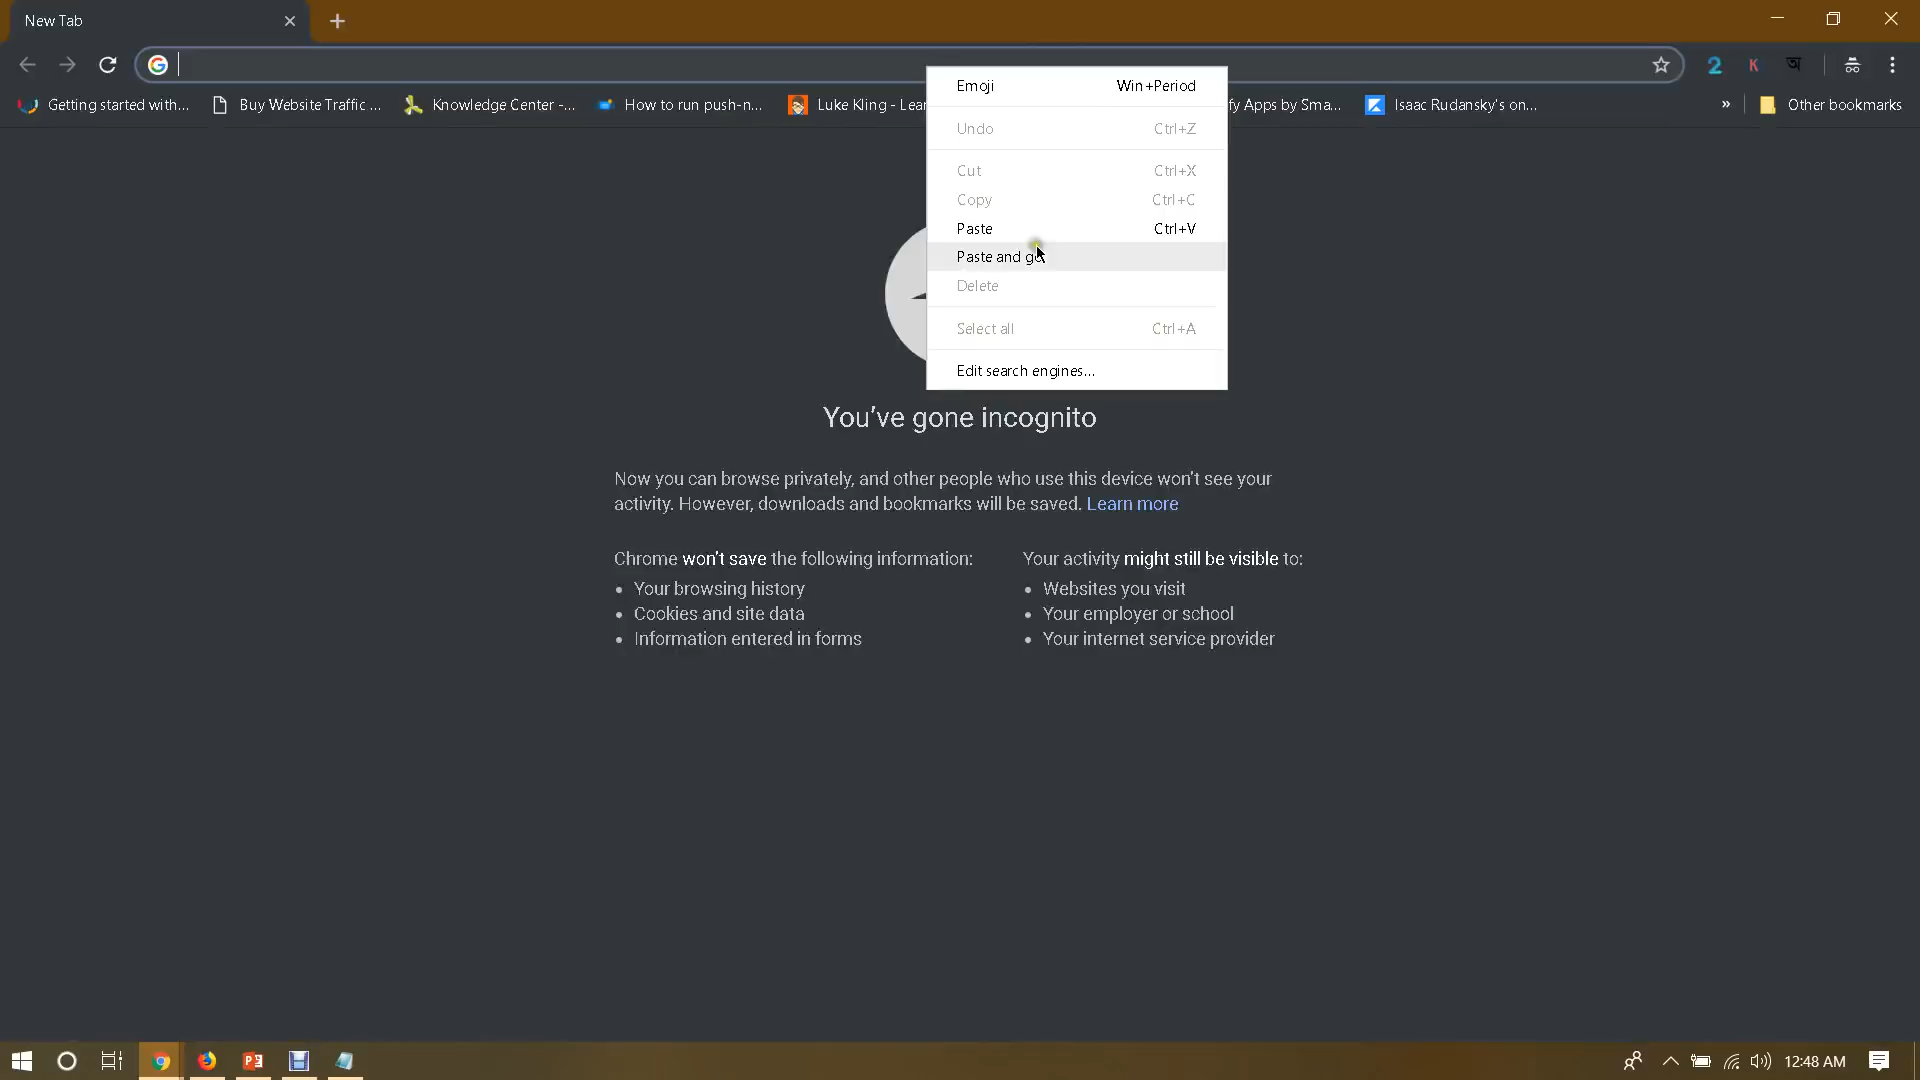 New Tab
Getting started with...
Buy Website Traffic ...
Knowledge Center -...
How to run push-n...
Luke Kling - Lear
fy Apps by Sma...
Isaac Rudansky's on...
»
Other bookmarks
Emoji Win+Period
Undo Ctrl+Z
Cut Ctrl+X
Copy Ctrl+C
Paste Ctrl+V
Paste and go
Delete
Select all Ctrl+A
Edit search engines...
You've gone incognito
Now you can browse privately, and other people who use this device won't see your
activity. However, downloads and bookmarks will be saved. Learn more
Chrome won't save the following information:
• Your browsing history
• Cookies and site data
• Information entered in forms
Your activity might still be visible to:
• Websites you visit
• Your employer or school
• Your internet service provider
12:48 AM